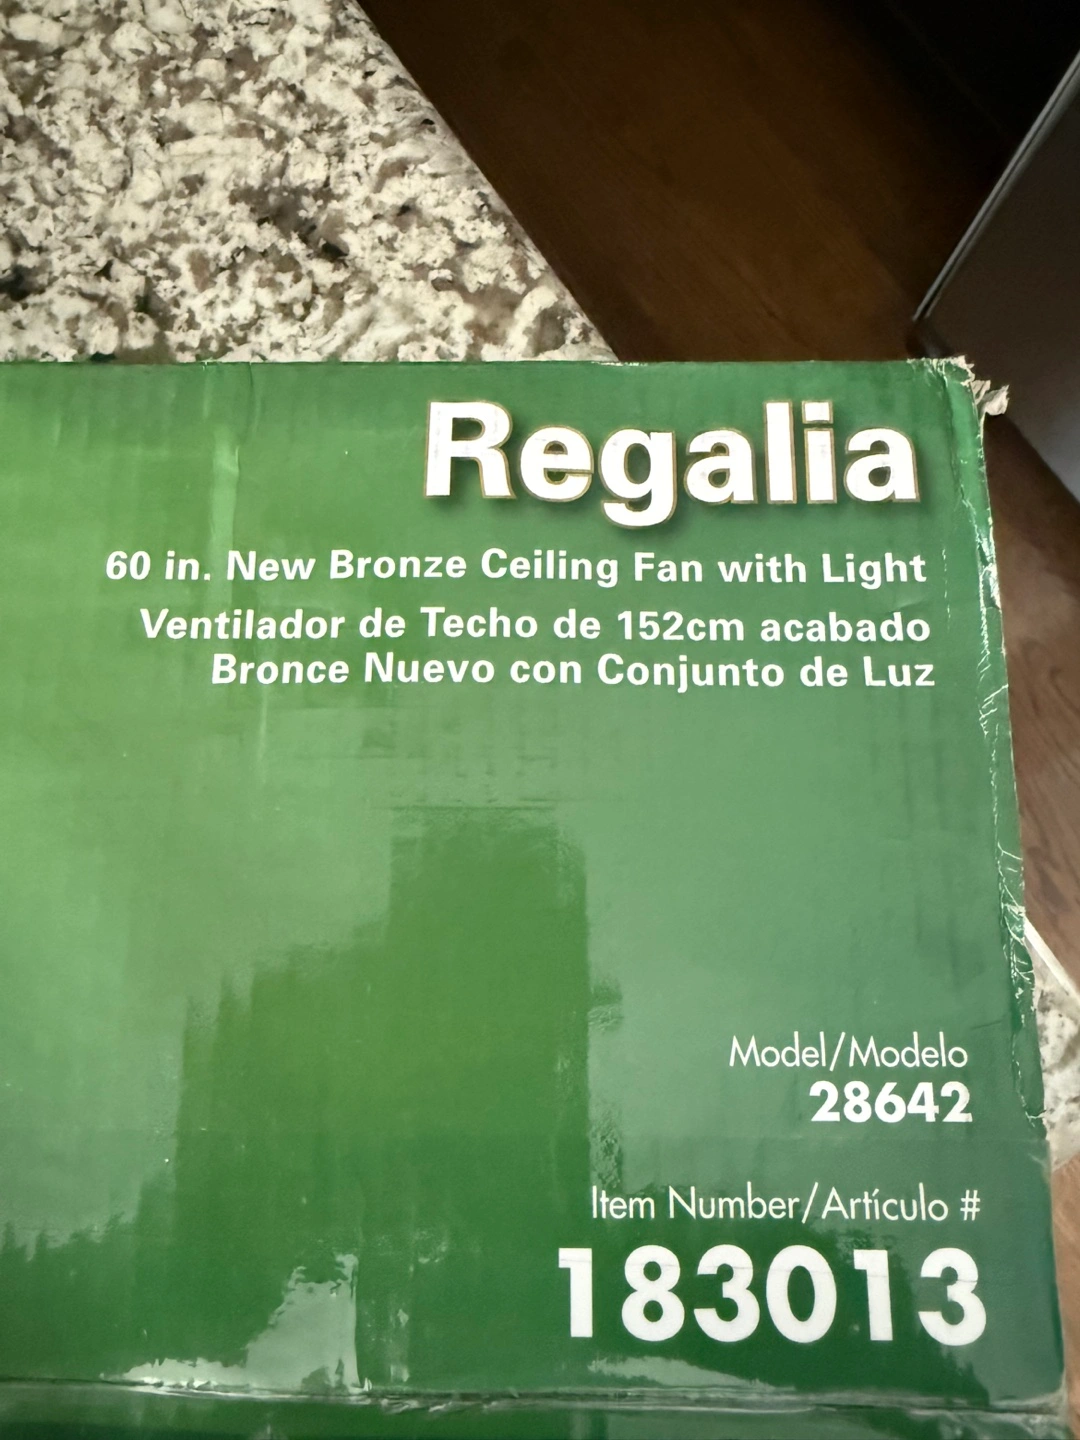 Regalia
60 in. New Bronze Ceiling Fan with Light
Ventilador de Techo de 152cm acabado
Bronce Nuevo con Conjunto de Luz
Model/Modelo
28642
Item Number/Artículo #
183013